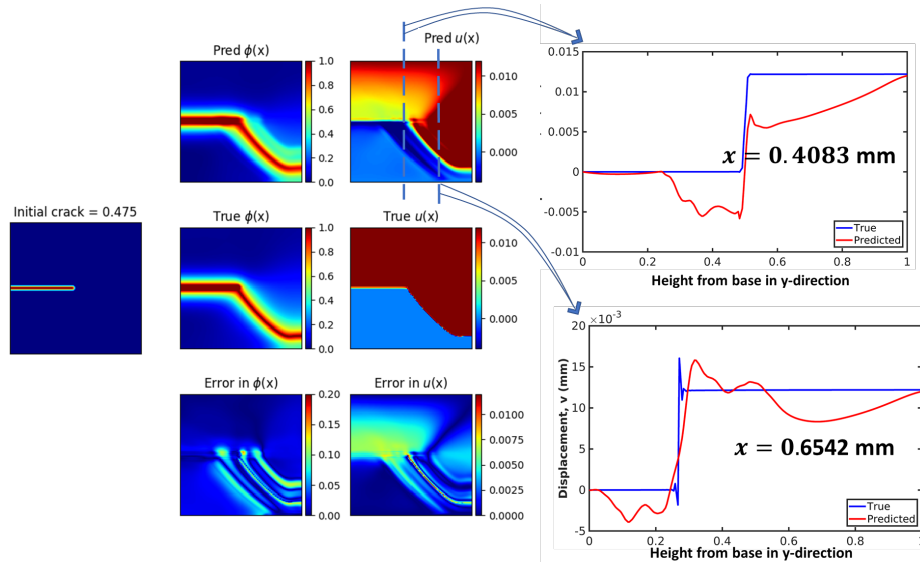 Pred ϕ(x)
Pred u(x)
1.0
0.8
0.6
0.4
0.2
0.0
0.010
0.005
0.000
Initial crack = 0.475
True ϕ(x)
True u(x)
1.0
0.8
0.6
0.4
0.2
0.0
0.010
0.005
0.000
Error in ϕ(x)
Error in u(x)
0.20
0.15
0.10
0.05
0.00
0.0100
0.0075
0.0050
0.0025
0.0000
0.015
0.01
0.005
0
-0.005
-0.01
x = 0.4083 mm
True
Predicted
0 0.2 0.4 0.6 0.8 1
Height from base in y-direction
×10⁻³
20
15
10
5
0
-5
Displacement, v (mm)
x = 0.6542 mm
True
Predicted
0 0.2 0.4 0.6 0.8 1
Height from base in y-direction